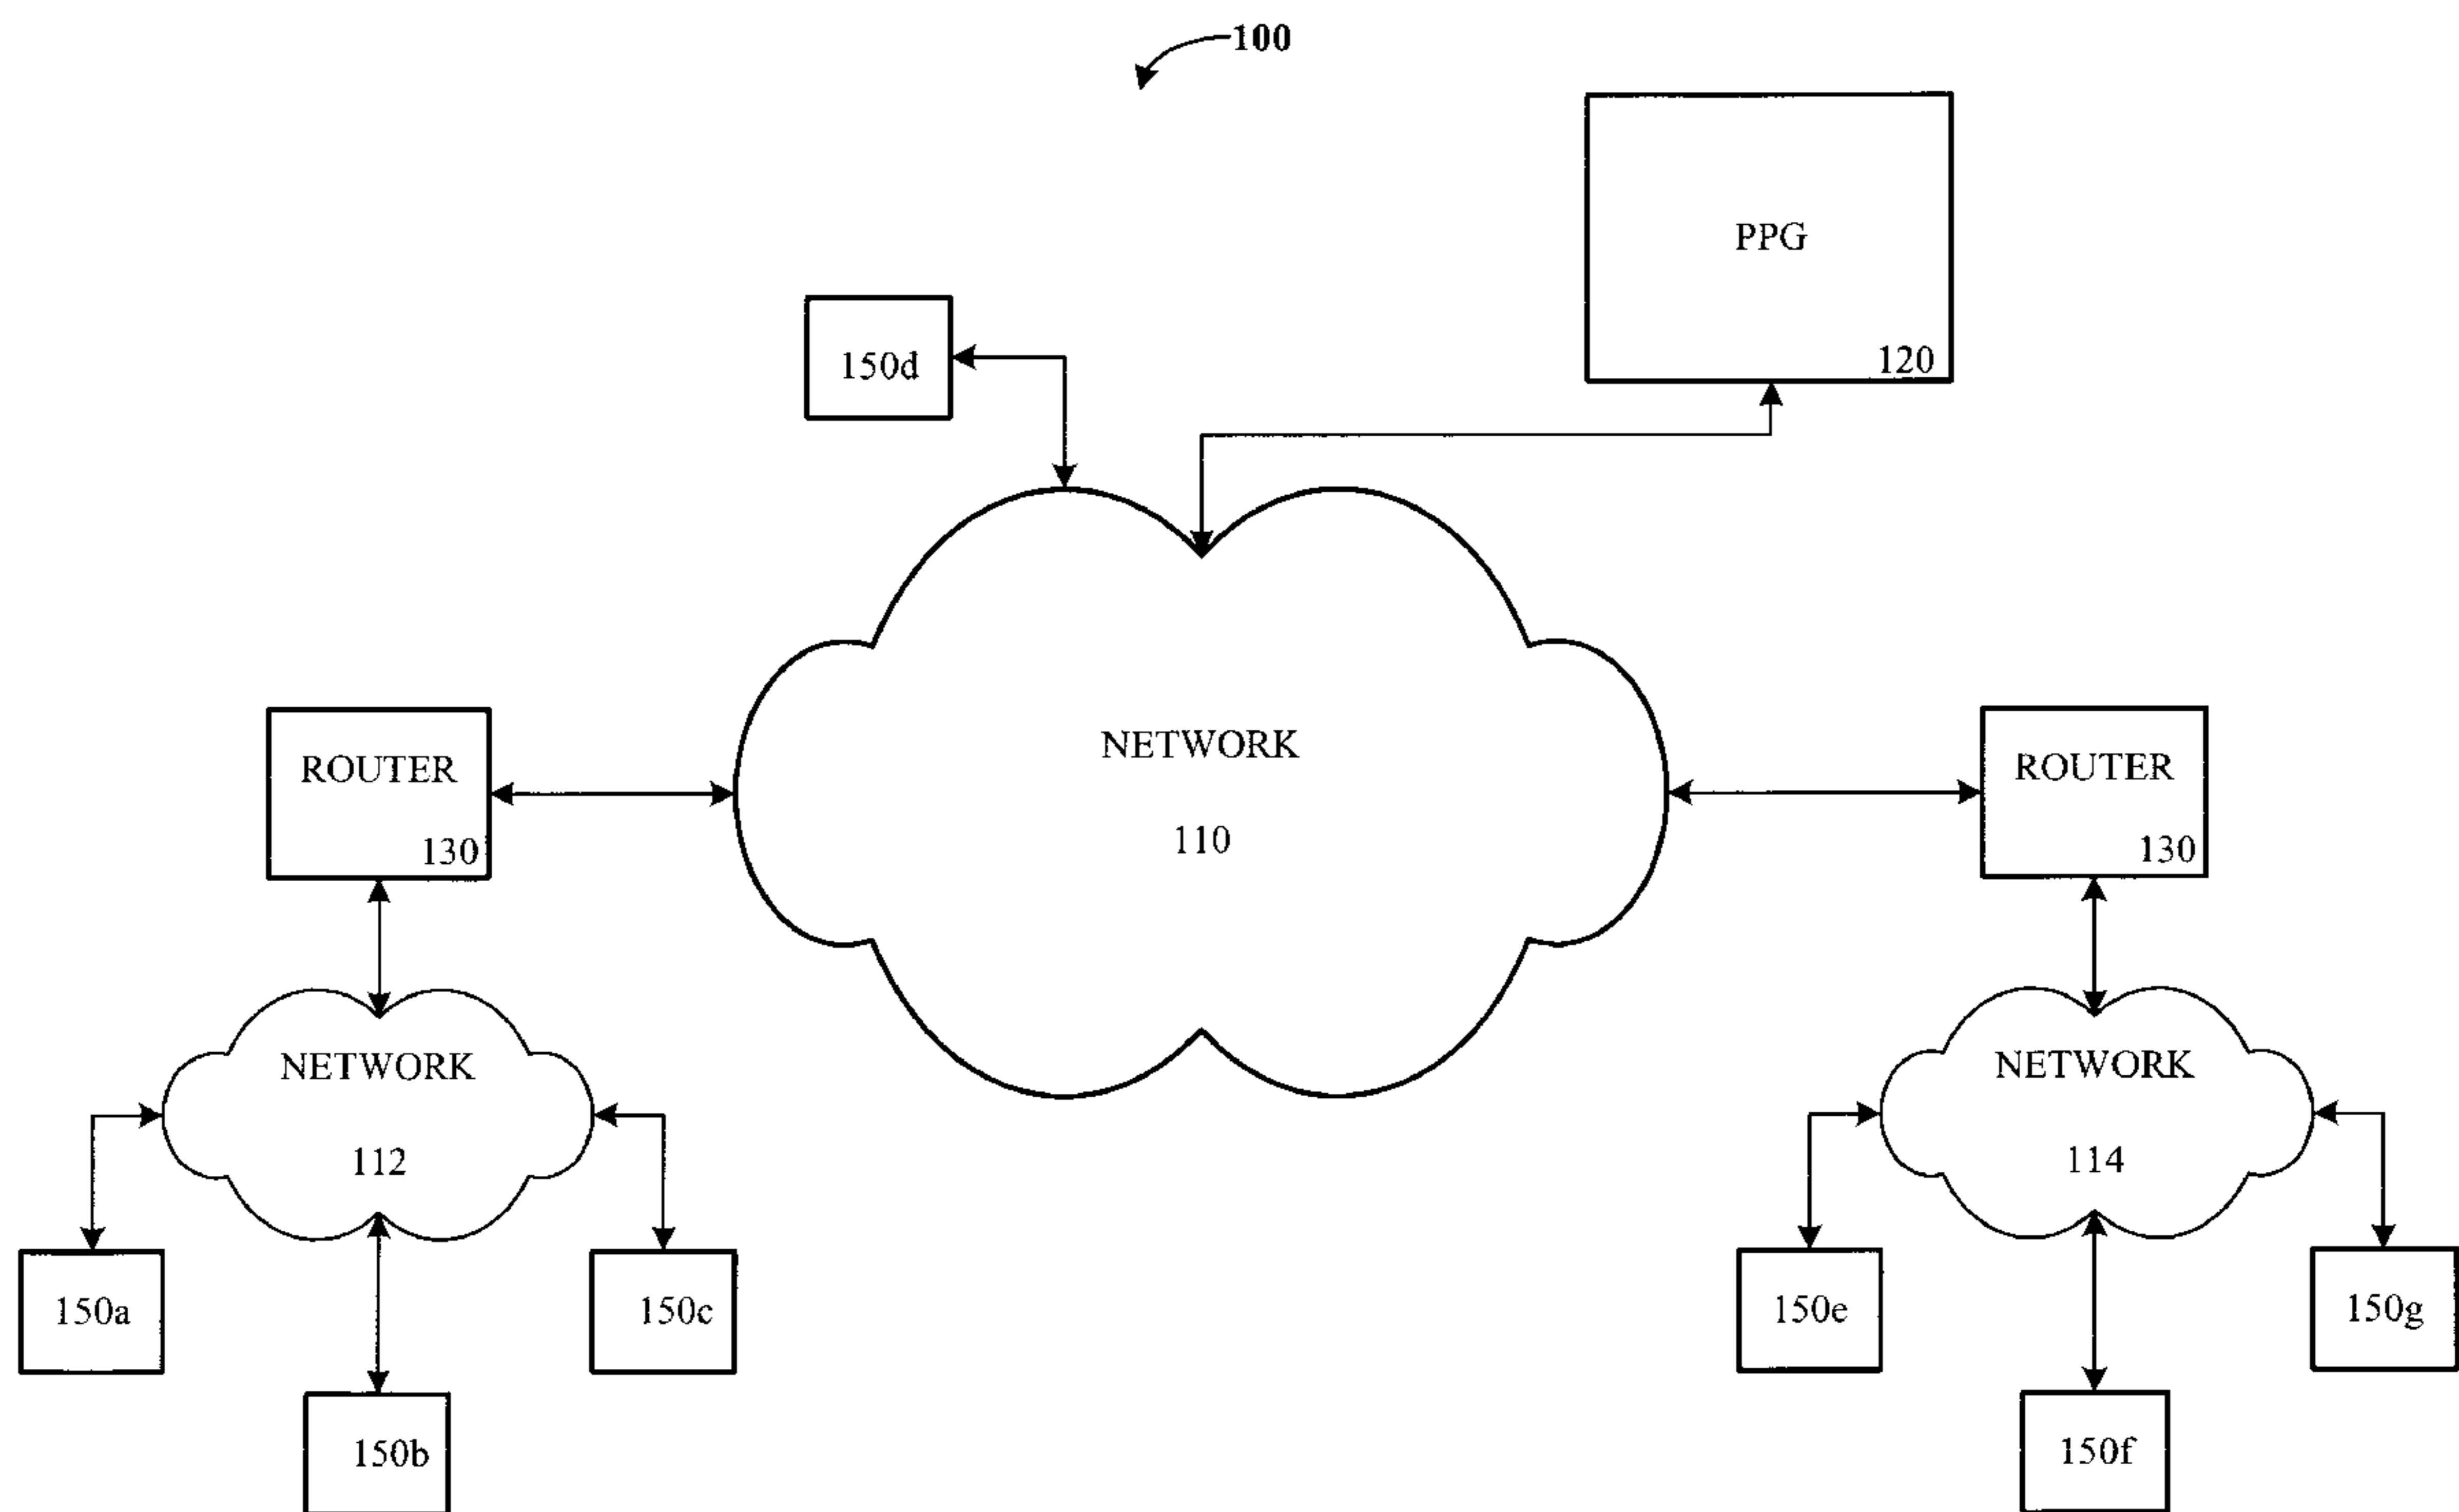 100
PPG
120
150d
NETWORK
110
ROUTER
130
ROUTER
130
NETWORK
112
NETWORK
114
150a
150b
150c
150e
150f
150g